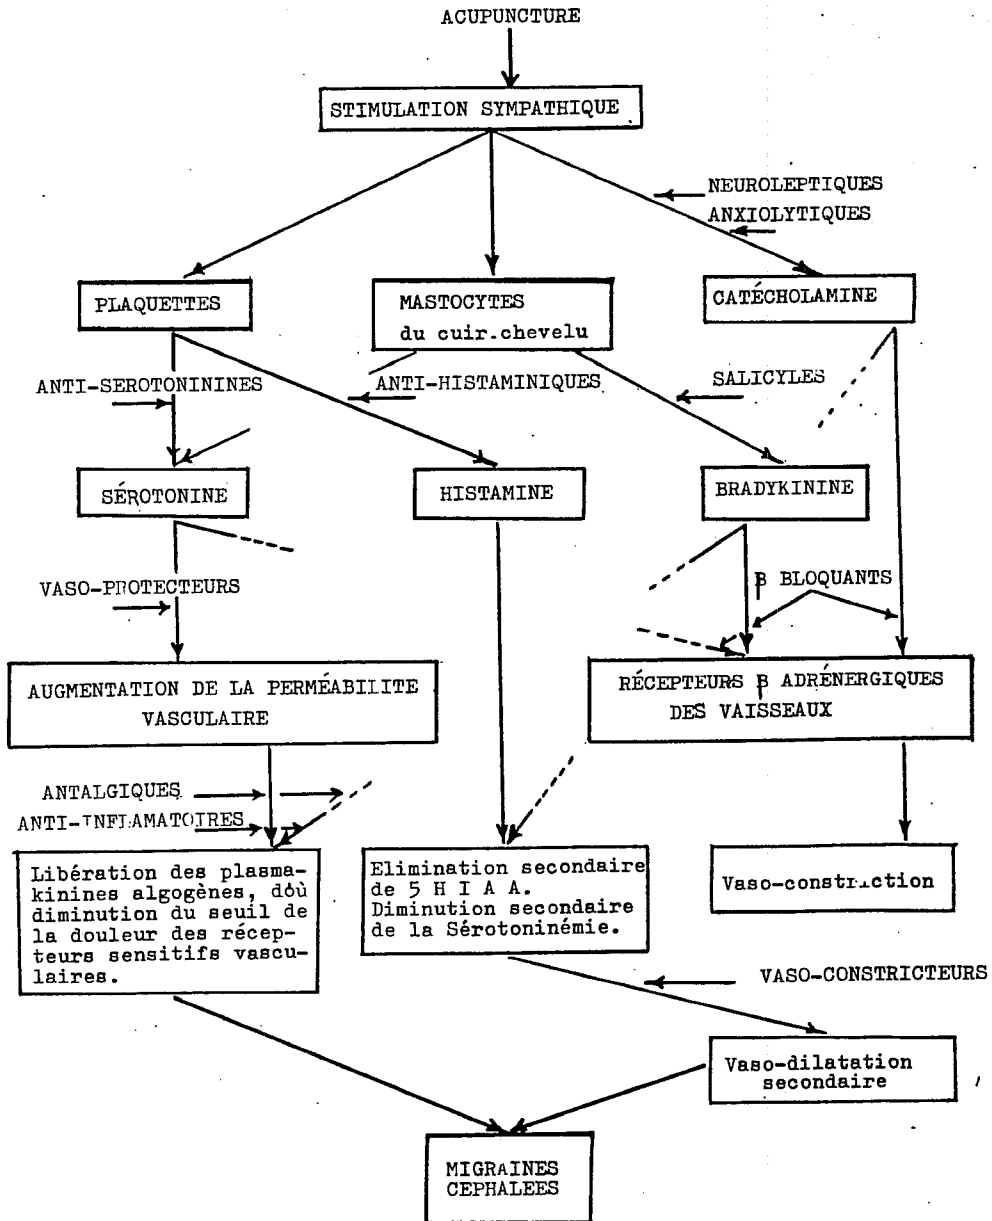 ACUPUNCTURE
STIMULATION SYMPATHIQUE
NEUROLEPTIQUES
ANXIOLYTIQUES
PLAQUETTES
MASTOCYTES
du cuir.chevelu
CATÉCHOLAMINE
ANTI-SEROTONININES
ANTI-HISTAMINIQUES
SALICYLES
SÉROTONINE
HISTAMINE
BRADYKININE
VASO-PROTECTEURS
β BLOQUANTS
AUGMENTATION DE LA PERMÉABILITE
VASCULAIRE
RÉCEPTEURS β ADRÉNERGIQUES
DES VAISSEAUX
ANTALGIQUES
ANTI-INFLAMATOIRES
Libération des plasma-
kinines algogènes, dóù
diminution du seuil de
la douleur des récep-
teurs sensitifs vascu-
laires.
Elimination secondaire
de 5 H I A A.
Diminution secondaire
de la Sérotoninémie.
Vaso-constriction
VASO-CONSTRICTEURS
Vaso-dilatation
secondaire
MIGRAINES
CEPHALEES